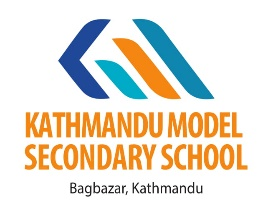 KATHMANDU MODEL
SECONDARY SCHOOL
Bagbazar, Kathmandu